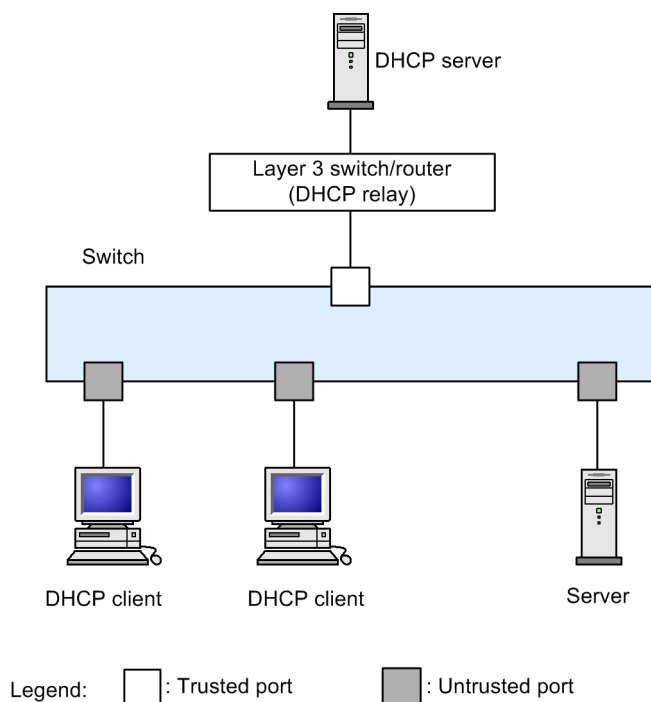 DHCP server
Layer 3 switch/router
(DHCP relay)
Switch
DHCP client
DHCP client
Server
Legend:
: Trusted port
: Untrusted port